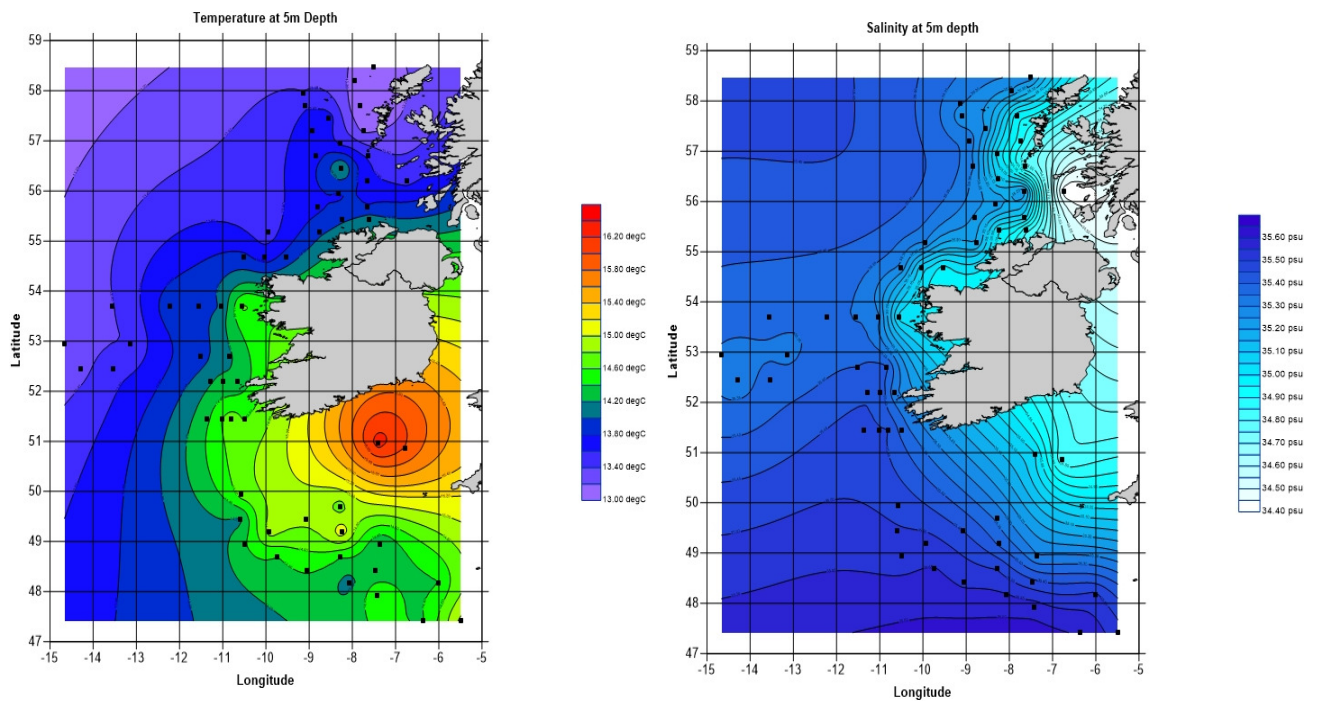 Temperature at 5m Depth
59
58
57
56
55
54
53
52
51
50
49
48
47
Latitude
-15 -14 -13 -12 -11 -10 -9 -8 -7 -6 -5
Longitude
16.20 degC
15.80 degC
15.40 degC
15.00 degC
14.60 degC
14.20 degC
13.80 degC
13.40 degC
13.00 degC
Salinity at 5m depth
59
58
57
56
55
54
53
52
51
50
49
48
47
Latitude
-15 -14 -13 -12 -11 -10 -9 -8 -7 -6 -5
Longitude
35.60 psu
35.50 psu
35.40 psu
35.30 psu
35.20 psu
35.10 psu
35.00 psu
34.90 psu
34.80 psu
34.70 psu
34.60 psu
34.50 psu
34.40 psu